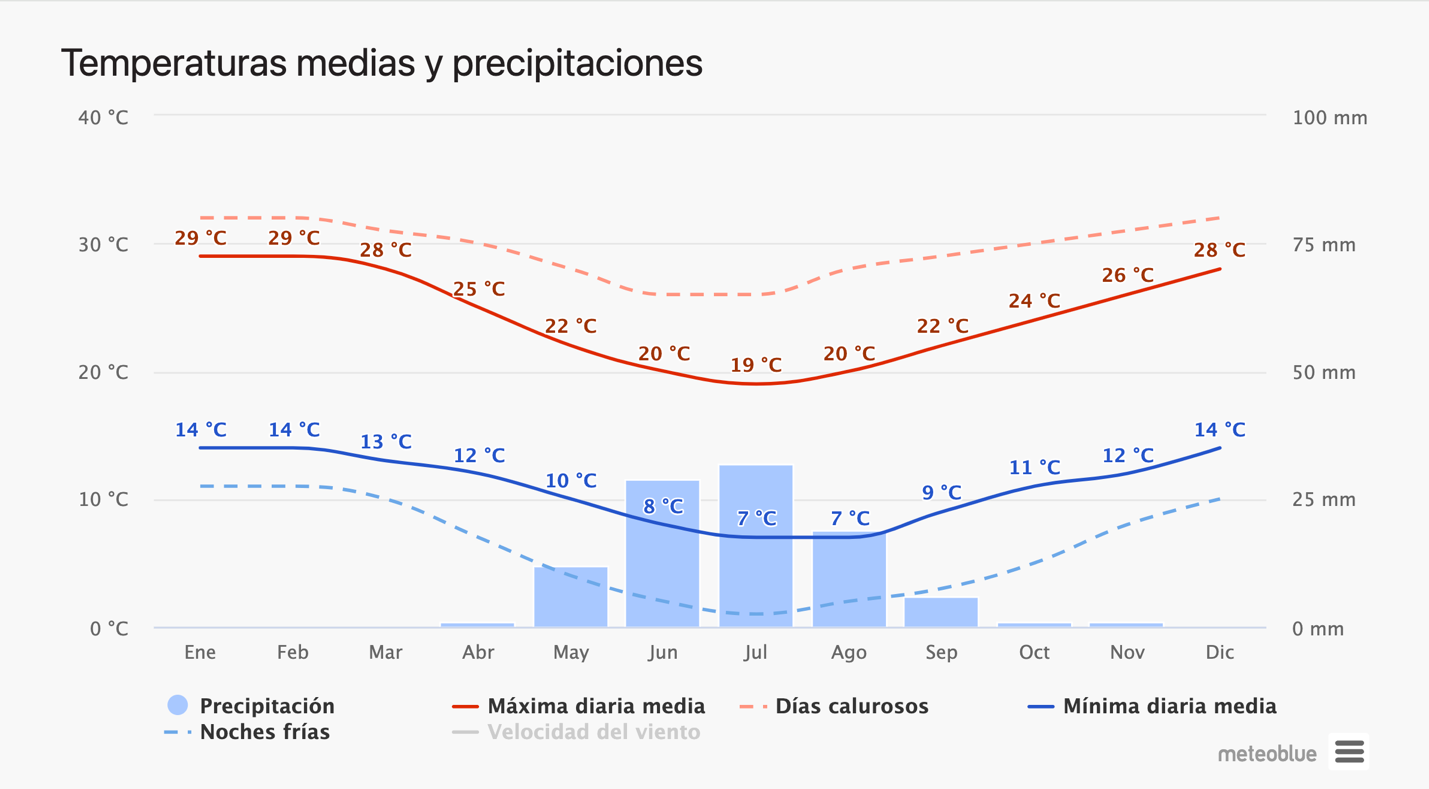 Temperaturas medias y precipitaciones
40 °C 100 mm
29 °C 29 °C 28 °C 25 °C 22 °C 20 °C 19 °C 20 °C 22 °C 24 °C 26 °C 28 °C
30 °C 75 mm
20 °C 50 mm
14 °C 14 °C 13 °C 12 °C 10 °C 8 °C 7 °C 7 °C 9 °C 11 °C 12 °C 14 °C
10 °C 25 mm
0 °C 0 mm
Ene Feb Mar Abr May Jun Jul Ago Sep Oct Nov Dic
Precipitación Máxima diaria media Días calurosos Mínima diaria media
Noches frías Velocidad del viento
meteoblue